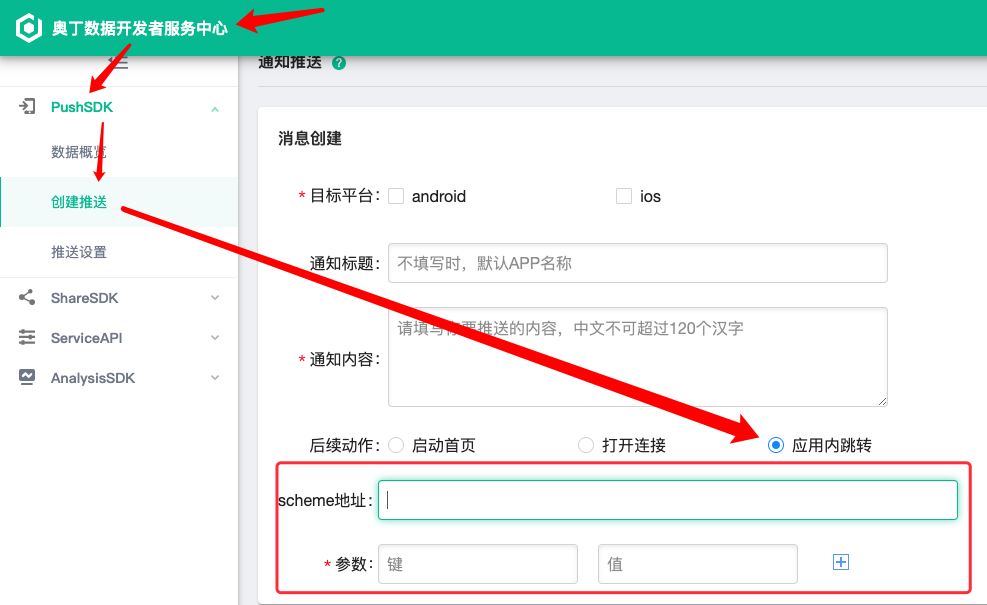 奥丁数据开发者服务中心
通知推送 ?
PushSDK
数据概览
创建推送
推送设置
ShareSDK
ServiceAPI
AnalysisSDK
消息创建
* 目标平台: android ios
通知标题: 不填写时，默认APP名称
* 通知内容: 请填写你要推送的内容，中文不可超过120个汉字
后续动作: 启动首页 打开连接 应用内跳转
scheme地址:
* 参数: 键 值